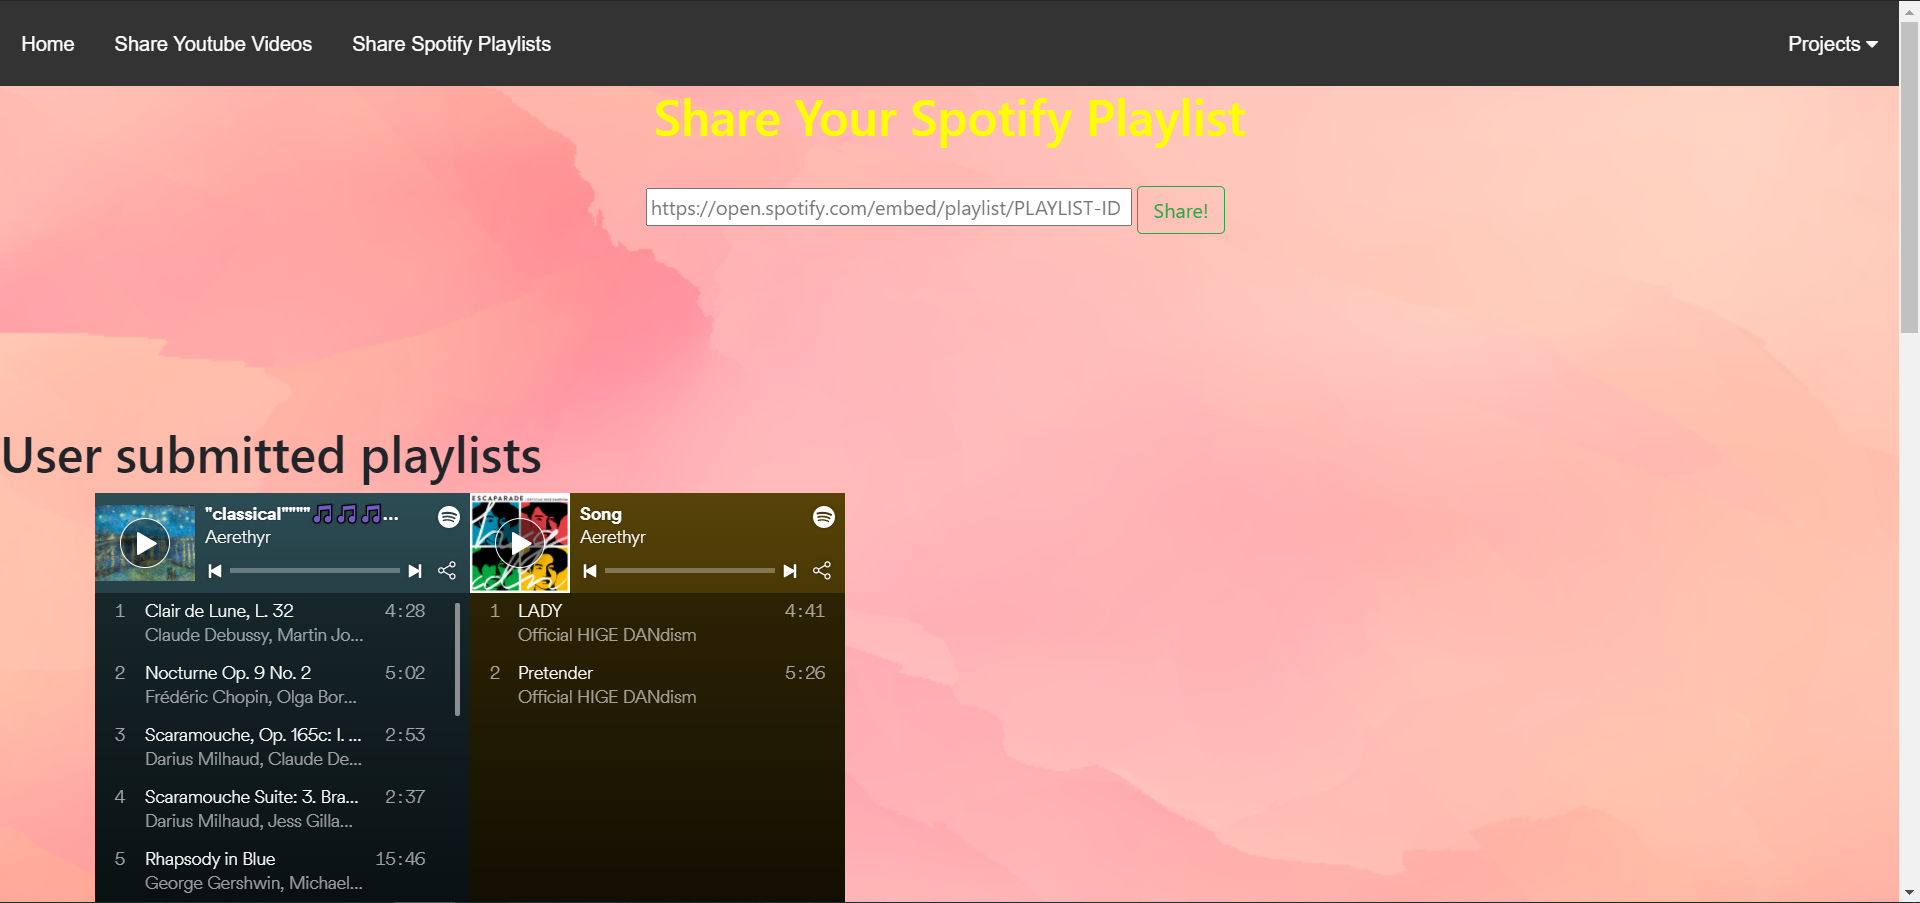 Home
Share Youtube Videos
Share Spotify Playlists
Projects
Share Your Spotify Playlist
https://open.spotify.com/embed/playlist/PLAYLIST-ID
Share!
User submitted playlists
"classical""""🎵🎵🎵...
Aerethyr
1 Clair de Lune, L. 32 4:28
Claude Debussy, Martin Jo...
2 Nocturne Op. 9 No. 2 5:02
Frédéric Chopin, Olga Bor...
3 Scaramouche, Op. 165c: I. ... 2:53
Darius Milhaud, Claude De...
4 Scaramouche Suite: 3. Bra... 2:37
Darius Milhaud, Jess Gilla...
5 Rhapsody in Blue 15:46
George Gershwin, Michael...
ESCAPARADE
Song
Aerethyr
1 LADY 4:41
Official HIGE DANdism
2 Pretender 5:26
Official HIGE DANdism